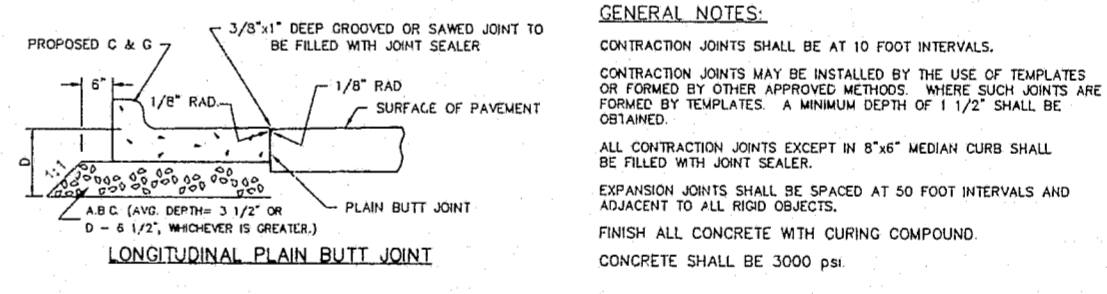 3/8"x1" DEEP GROOVED OR SAWED JOINT TO
BE FILLED WITH JOINT SEALER
PROPOSED C & G
6"
1/8" RAD.
1/8" RAD
SURFACE OF PAVEMENT
D
1:1
PLAIN BUTT JOINT
A.B.C. (AVG. DEPTH= 3 1/2" OR
D - 6 1/2", WHICHEVER IS GREATER.)
LONGITUDINAL PLAIN BUTT JOINT
GENERAL NOTES:
CONTRACTION JOINTS SHALL BE AT 10 FOOT INTERVALS.
CONTRACTION JOINTS MAY BE INSTALLED BY THE USE OF TEMPLATES
OR FORMED BY OTHER APPROVED METHODS. WHERE SUCH JOINTS ARE
FORMED BY TEMPLATES. A MINIMUM DEPTH OF 1 1/2" SHALL BE
OBTAINED.
ALL CONTRACTION JOINTS EXCEPT IN 8"x6" MEDIAN CURB SHALL
BE FILLED WITH JOINT SEALER.
EXPANSION JOINTS SHALL BE SPACED AT 50 FOOT INTERVALS AND
ADJACENT TO ALL RIGID OBJECTS.
FINISH ALL CONCRETE WITH CURING COMPOUND.
CONCRETE SHALL BE 3000 psi.